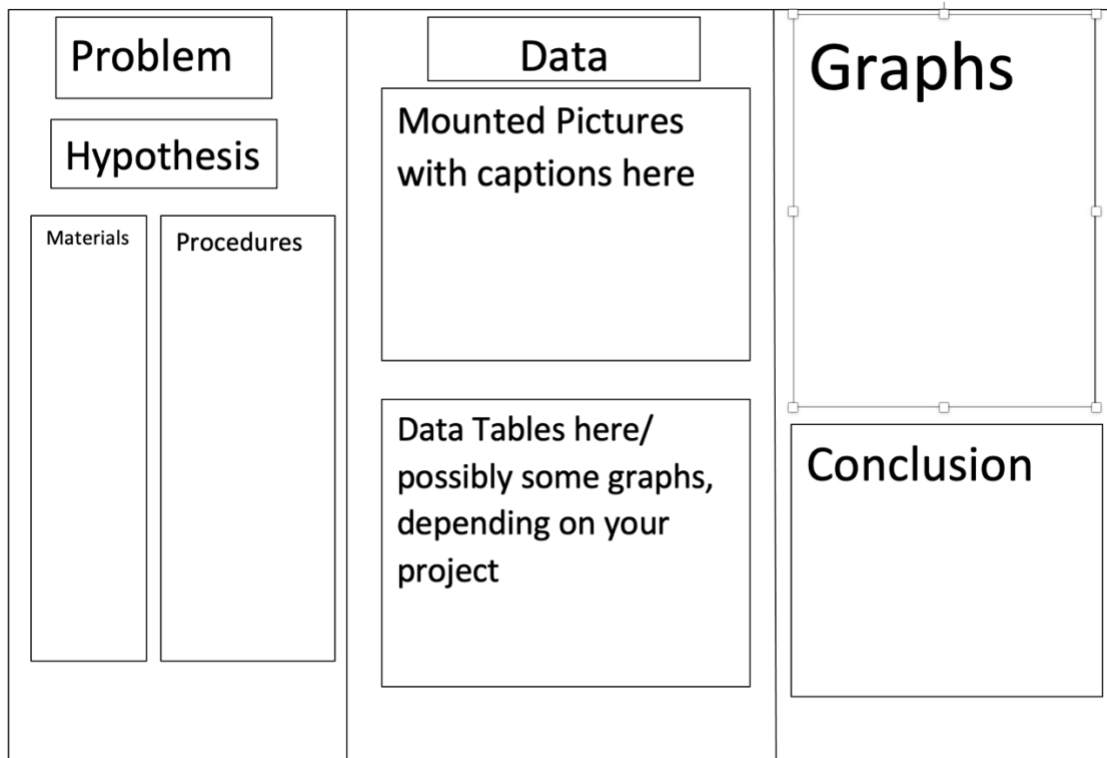 Problem
Hypothesis
Materials
Procedures
Data
Mounted Pictures
with captions here
Data Tables here/
possibly some graphs,
depending on your
project
Graphs
Conclusion